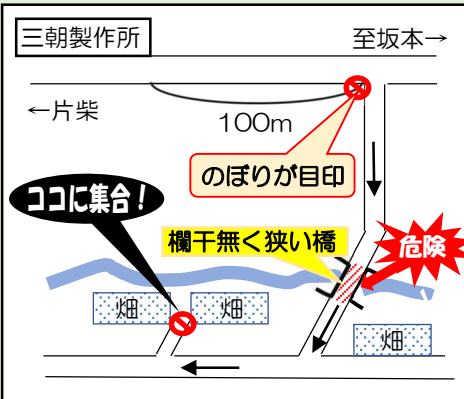 三朝製作所
至坂本→
←片柴
100m
のぼりが目印
ココに集合！
欄干無く狭い橋
危険
畑
畑
畑